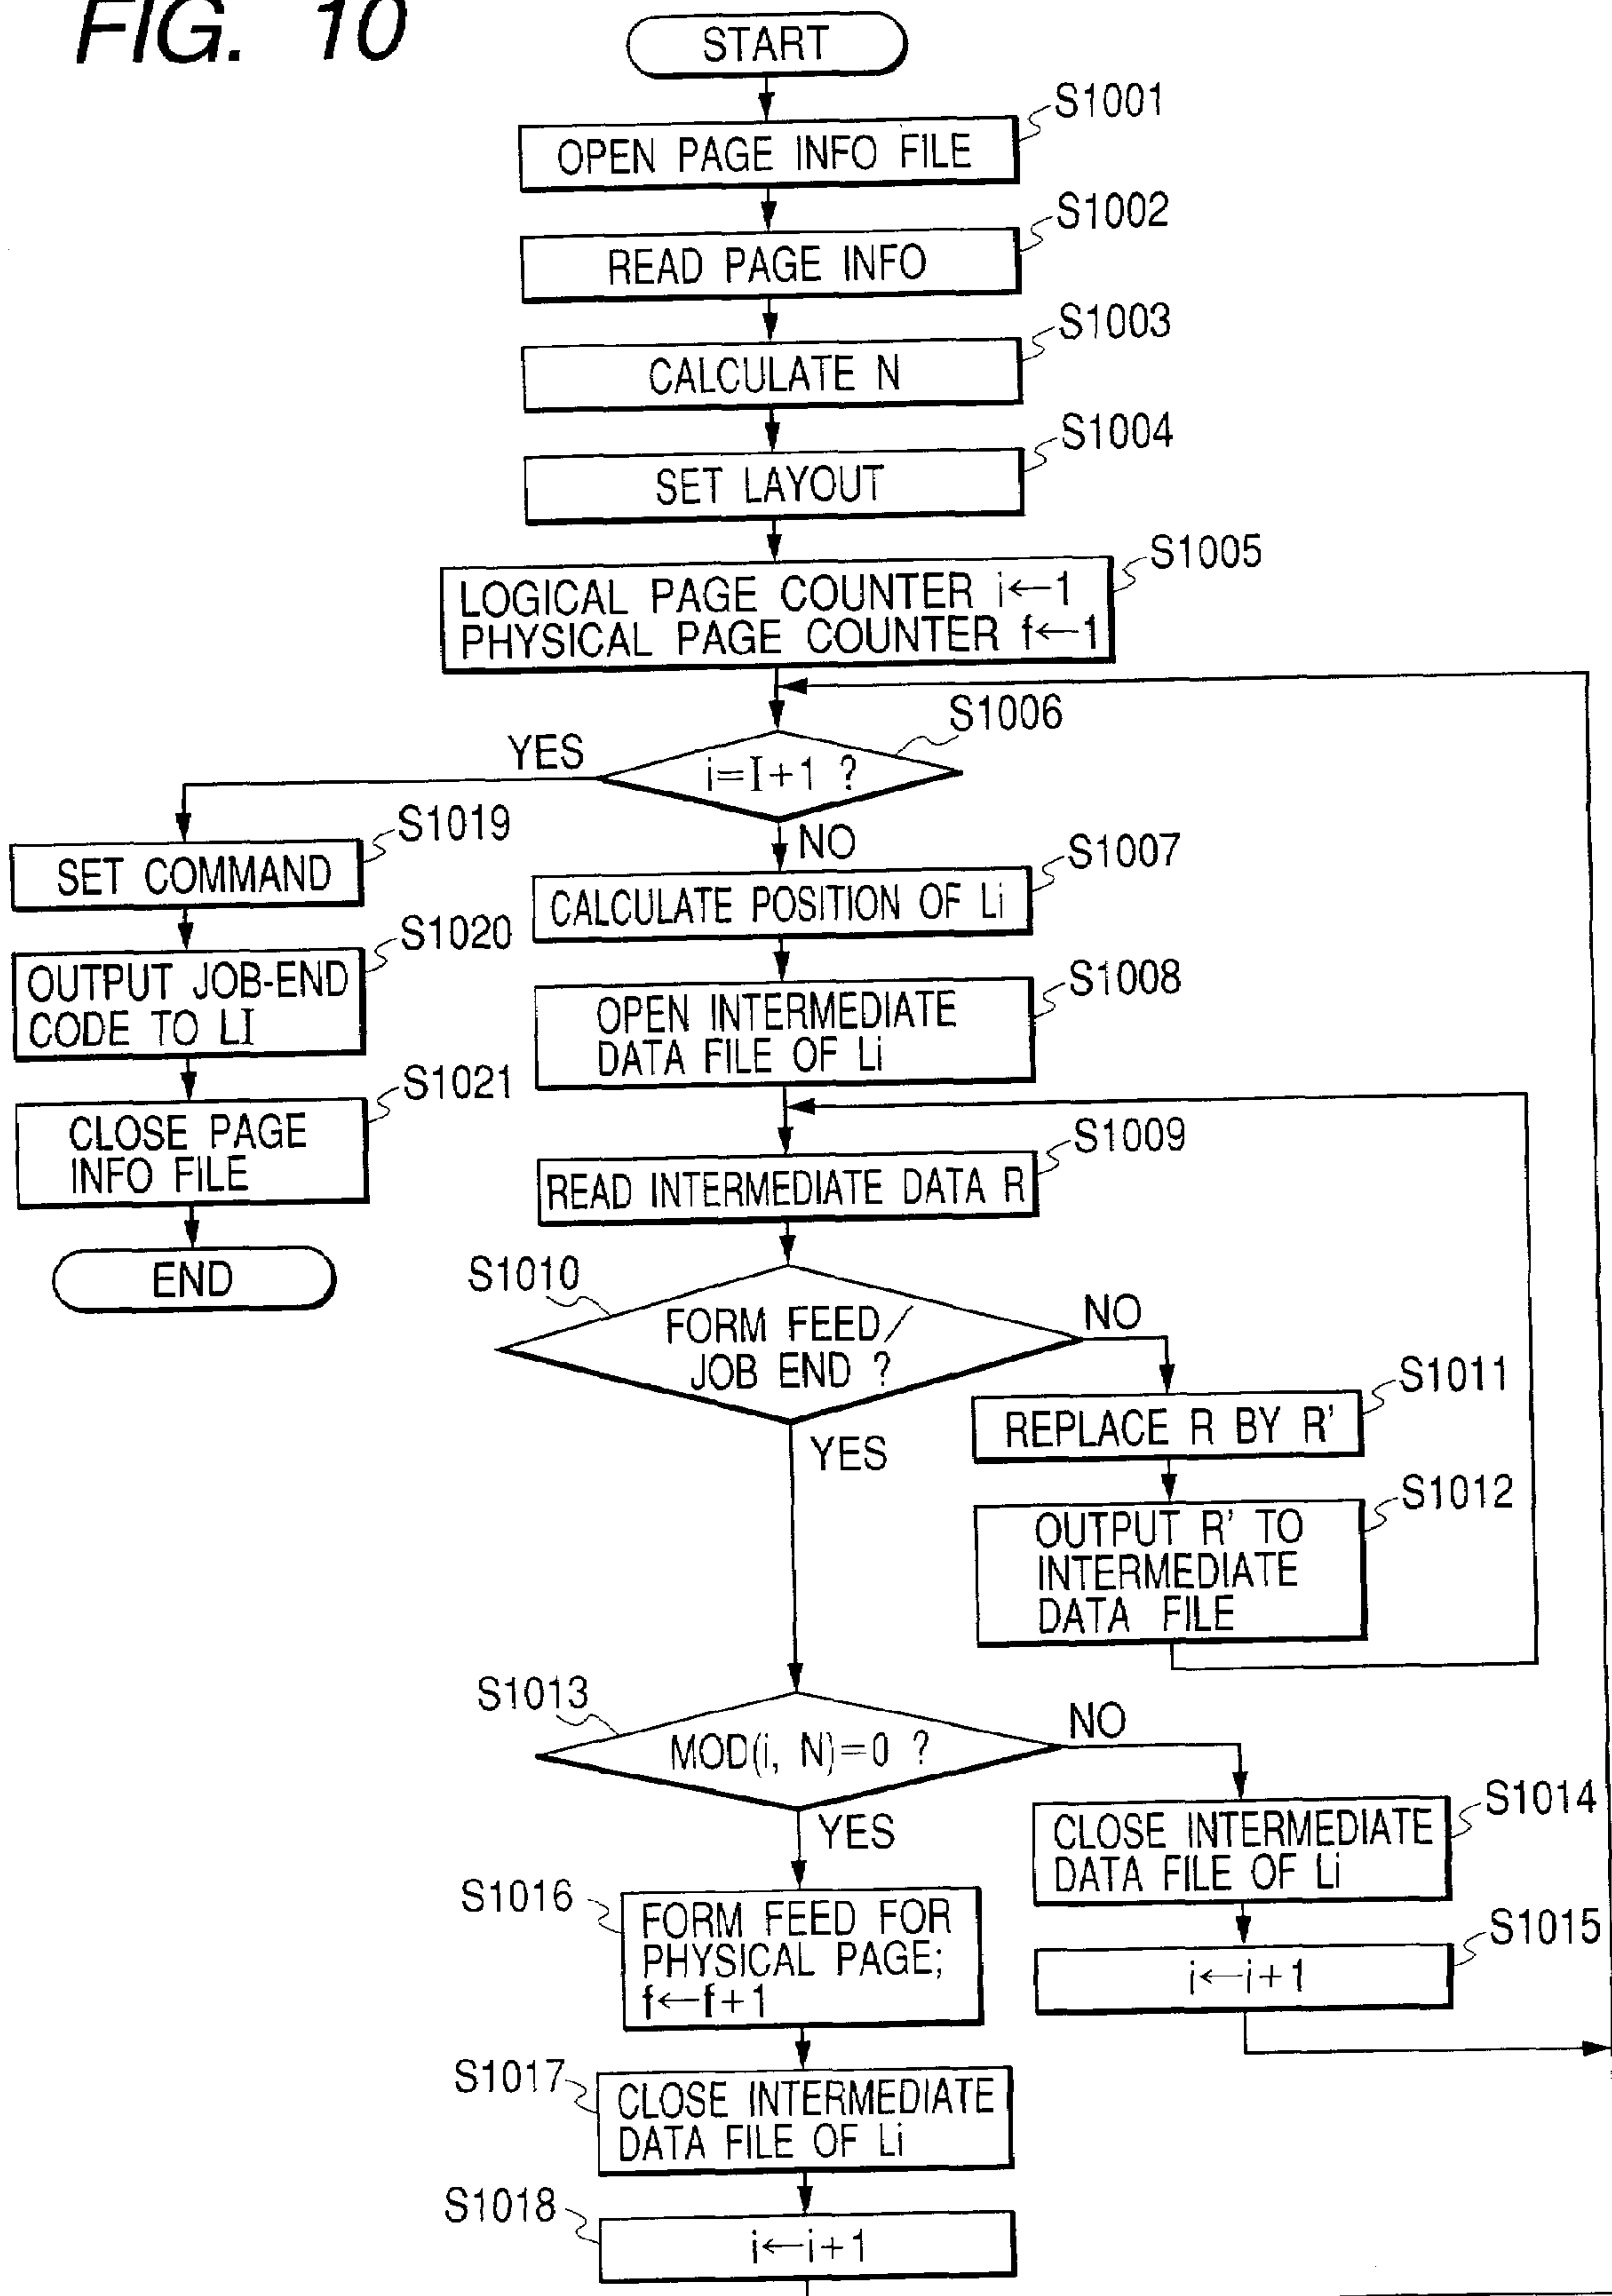 FIG. 10
START
S1001
OPEN PAGE INFO FILE
S1002
READ PAGE INFO
S1003
CALCULATE N
S1004
SET LAYOUT
S1005
LOGICAL PAGE COUNTER i←1
PHYSICAL PAGE COUNTER f←1
S1006
i=I+1 ?
YES
NO
S1019
SET COMMAND
S1020
OUTPUT JOB-END
CODE TO LI
S1021
CLOSE PAGE
INFO FILE
END
S1007
CALCULATE POSITION OF Li
S1008
OPEN INTERMEDIATE
DATA FILE OF Li
S1009
READ INTERMEDIATE DATA R
S1010
FORM FEED/
JOB END ?
NO
YES
S1011
REPLACE R BY R'
S1012
OUTPUT R' TO
INTERMEDIATE
DATA FILE
S1013
MOD(i, N)=0 ?
NO
YES
S1014
CLOSE INTERMEDIATE
DATA FILE OF Li
S1015
i←i+1
S1016
FORM FEED FOR
PHYSICAL PAGE;
f←f+1
S1017
CLOSE INTERMEDIATE
DATA FILE OF Li
S1018
i←i+1